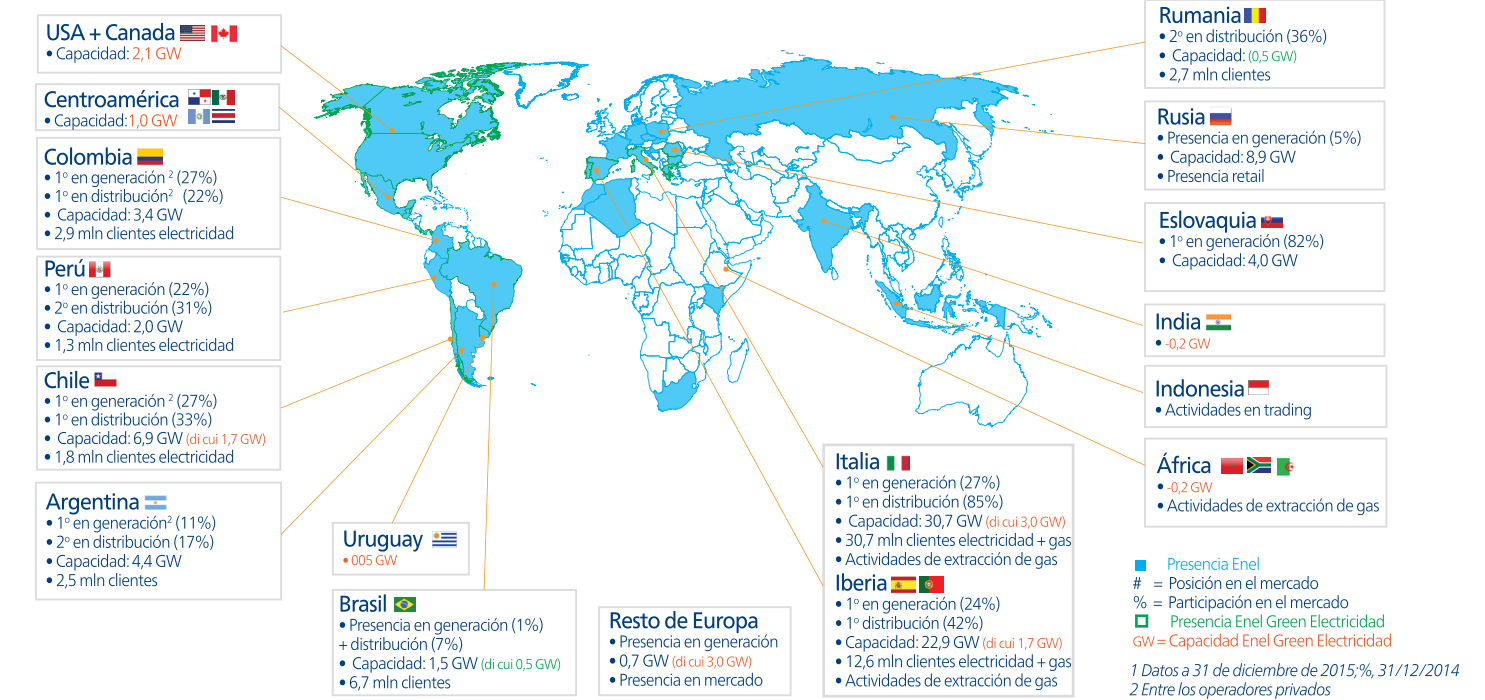 USA + Canada
• Capacidad: 2,1 GW
Centroamérica
• Capacidad: 1,0 GW
Colombia
• 1º en generación 2 (27%)
• 1º en distribución2 (22%)
• Capacidad: 3,4 GW
• 2,9 mln clientes electricidad
Perú
• 1º en generación (22%)
• 2º en distribución (31%)
• Capacidad: 2,0 GW
• 1,3 mln clientes electricidad
Chile
• 1º en generación 2 (27%)
• 1º en distribución (33%)
• Capacidad: 6,9 GW (di cui 1,7 GW)
• 1,8 mln clientes electricidad
Argentina
• 1º en generación2 (11%)
• 2º en distribución (17%)
• Capacidad: 4,4 GW
• 2,5 mln clientes
Uruguay
• 005 GW
Brasil
• Presencia en generación (1%)
+ distribución (7%)
• Capacidad: 1,5 GW (di cui 0,5 GW)
• 6,7 mln clientes
Resto de Europa
• Presencia en generación
• 0,7 GW (di cui 3,0 GW)
• Presencia en mercado
Italia
• 1º en generación (27%)
• 1º en distribución (85%)
• Capacidad: 30,7 GW (di cui 3,0 GW)
• 30,7 mln clientes electricidad + gas
• Actividades de extracción de gas
Iberia
• 1º en generación (24%)
• 1º distribución (42%)
• Capacidad: 22,9 GW (di cui 1,7 GW)
• 12,6 mln clientes electricidad + gas
• Actividades de extracción de gas
Rumania
• 2º en distribución (36%)
• Capacidad: (0,5 GW)
• 2,7 mln clientes
Rusia
• Presencia en generación (5%)
• Capacidad: 8,9 GW
• Presencia retail
Eslovaquia
• 1º en generación (82%)
• Capacidad: 4,0 GW
India
• -0,2 GW
Indonesia
• Actividades en trading
África
• -0,2 GW
• Actividades de extracción de gas
Presencia Enel
# = Posición en el mercado
% = Participación en el mercado
Presencia Enel Green Electricidad
GW = Capacidad Enel Green Electricidad
1 Datos a 31 de diciembre de 2015;%, 31/12/2014
2 Entre los operadores privados